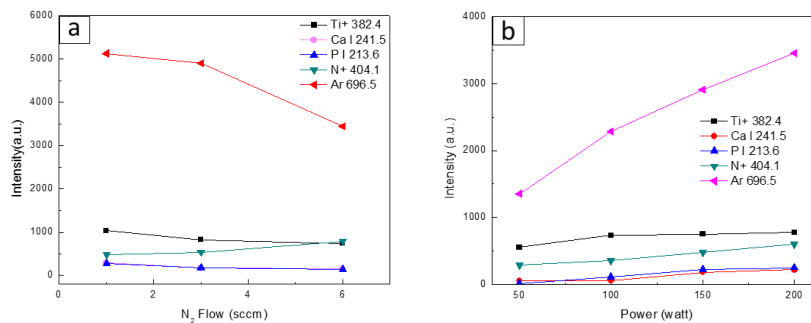 a
Ti+ 382.4
Ca I 241.5
P I 213.6
N+ 404.1
Ar 696.5
6000
5000
4000
3000
2000
1000
0
Intensity(a.u.)
0
2
4
6
N₂ Flow (sccm)
b
Ti+ 382.4
Ca I 241.5
P I 213.6
N+ 404.1
Ar 696.5
4000
3000
2000
1000
0
Intensity (a.u.)
50
100
150
200
Power (watt)